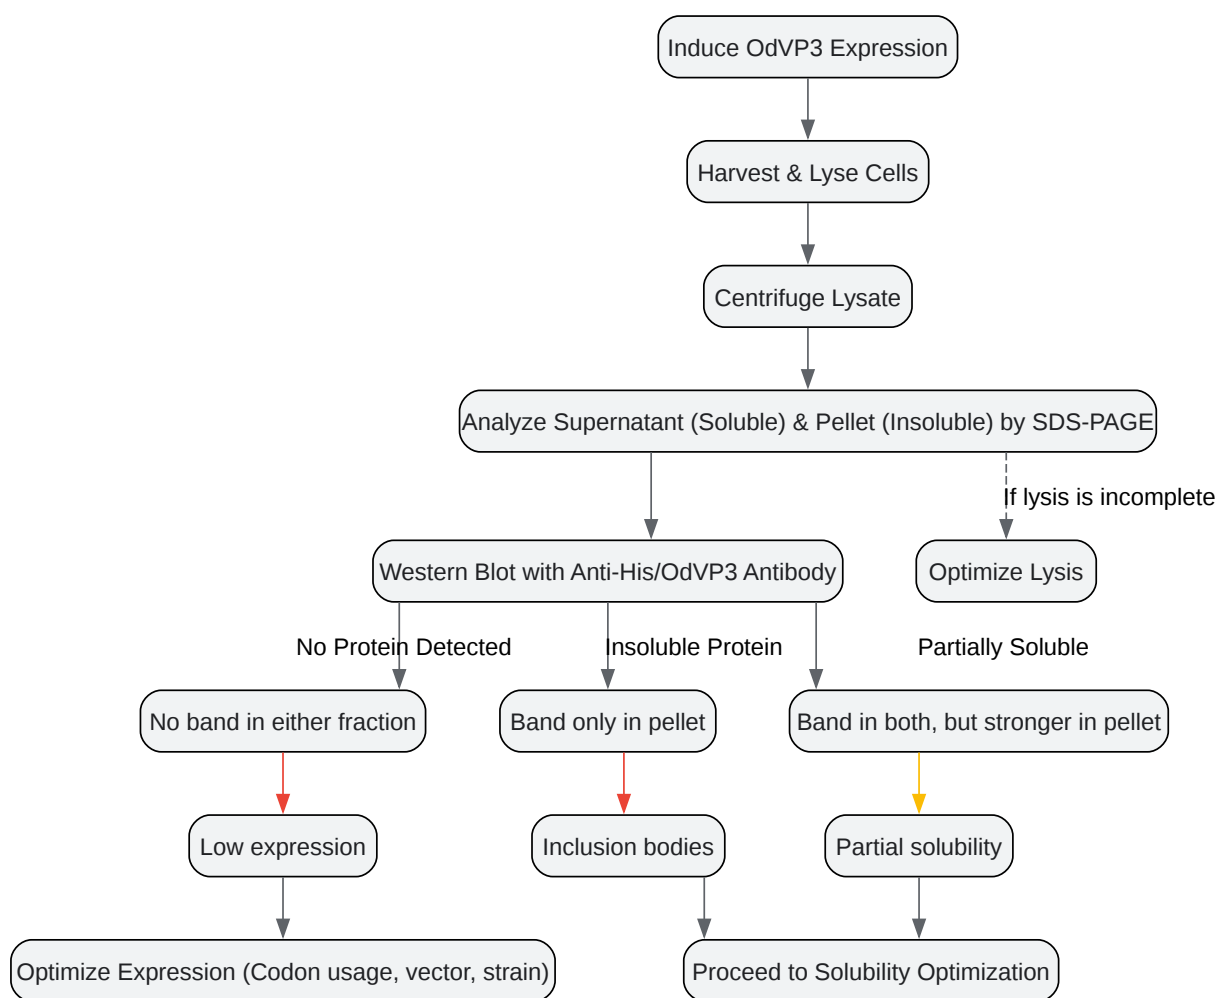 Induce OdVP3 Expression
Harvest & Lyse Cells
Centrifuge Lysate
Analyze Supernatant (Soluble) & Pellet (Insoluble) by SDS-PAGE
If lysis is incomplete
Western Blot with Anti-His/OdVP3 Antibody
Optimize Lysis
No Protein Detected
Insoluble Protein
Partially Soluble
No band in either fraction
Band only in pellet
Band in both, but stronger in pellet
Low expression
Inclusion bodies
Partial solubility
Optimize Expression (Codon usage, vector, strain)
Proceed to Solubility Optimization